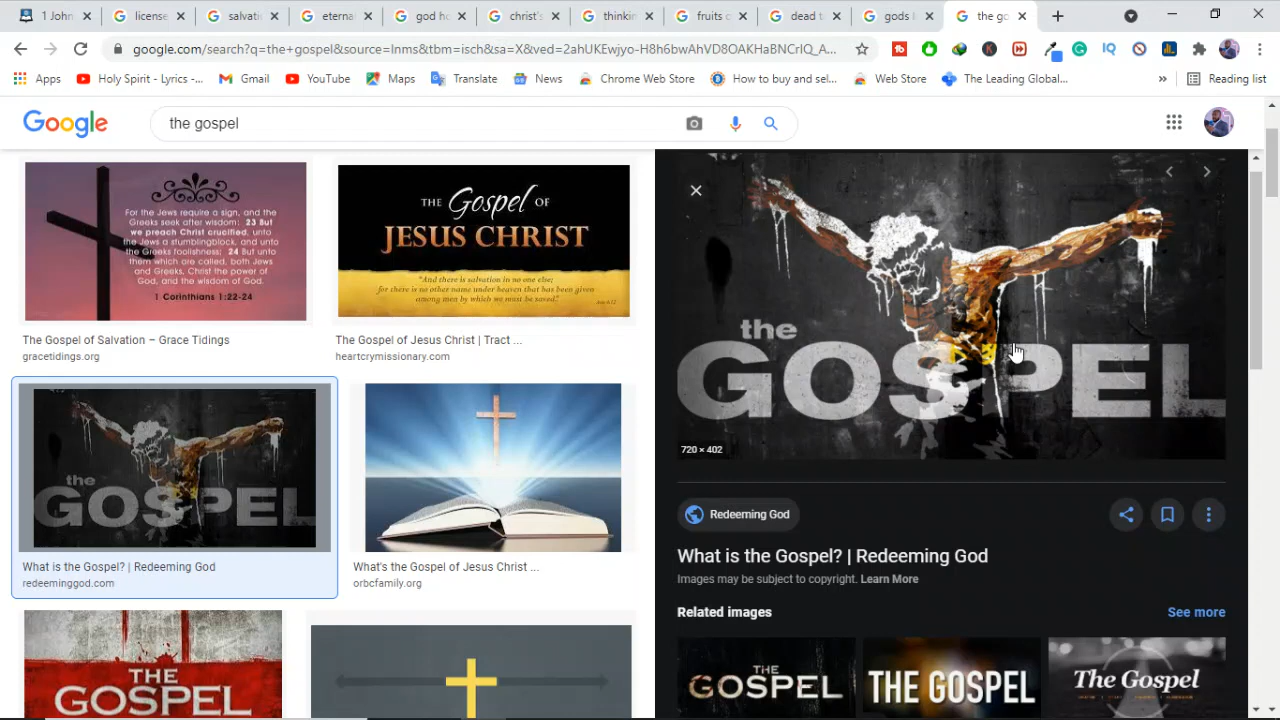 1 John
license
salvat
eterna
god ho
christ's
thinkin
fruits o
dead t
gods l
the go
google.com/search?q=the+gospel&source=lnms&tbm=isch&sa=X&ved=2ahUKEwjyo-H8h6bwAhVD8OAKHaBNCrIQ_A...
Apps
Holy Spirit - Lyrics -...
Gmail
YouTube
Maps
Translate
News
Chrome Web Store
How to buy and sel...
Web Store
The Leading Global...
»
Reading list
Google
the gospel
For the Jews require a sign, and the
Greeks seek after wisdom: 23 But
we preach Christ crucified, unto
the Jews a stumblingblock, and unto
the Greeks foolishness: 24 But unto
them which are called, both Jews
and Greeks, Christ the power of
God, and the wisdom of God.
1 Corinthians 1:22-24
The Gospel of Salvation – Grace Tidings
gracetidings.org
THE Gospel OF
JESUS CHRIST
"And there is salvation in no one else;
for there is no other name under heaven that has been given
among men by which we must be saved."
Acts 4:12
The Gospel of Jesus Christ | Tract ...
heartcrymissionary.com
the
GOSPEL
What is the Gospel? | Redeeming God
redeeminggod.com
What's the Gospel of Jesus Christ ...
orbcfamily.org
THE
GOSPEL
the
GOSPEL
720 × 402
Redeeming God
What is the Gospel? | Redeeming God
Images may be subject to copyright. Learn More
Related images
See more
THE
GOSPEL
THE GOSPEL
The Gospel